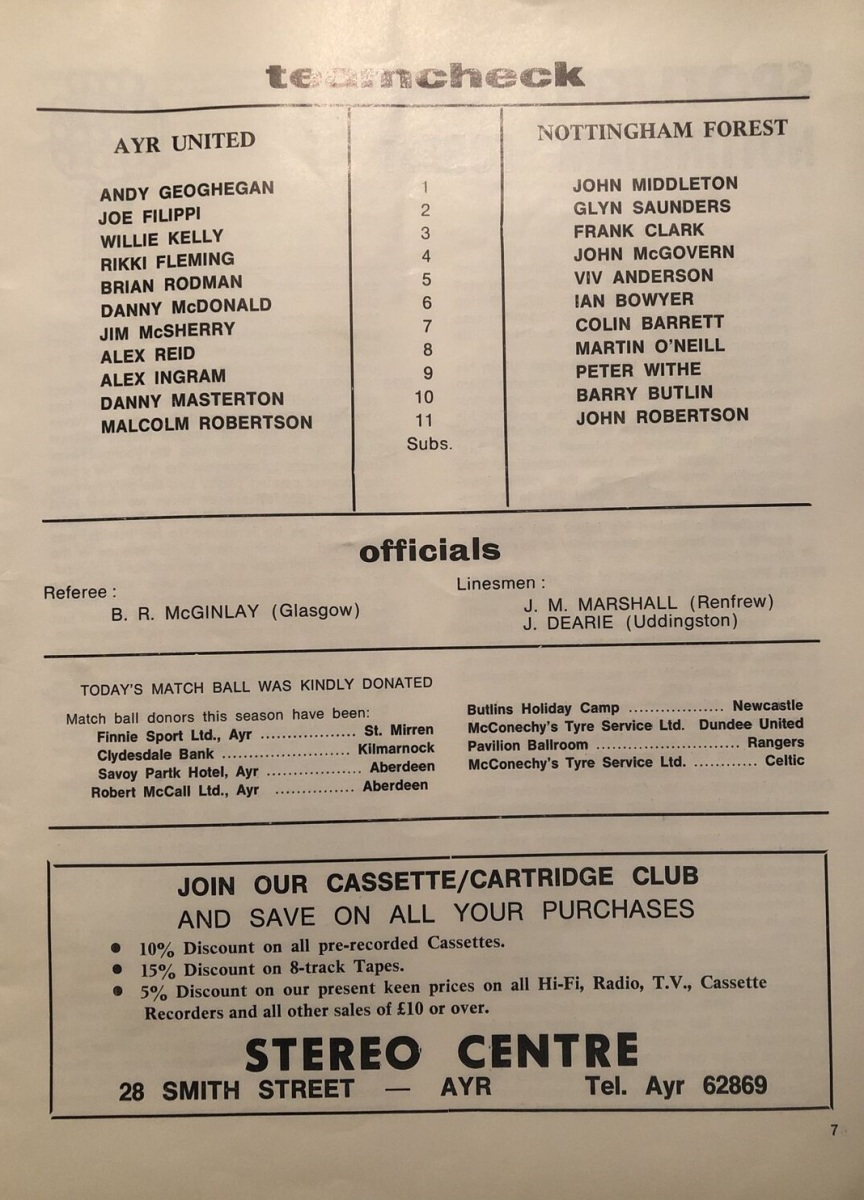 teamcheck
AYR UNITED NOTTINGHAM FOREST
ANDY GEOGHEGAN 1 JOHN MIDDLETON
JOE FILIPPI 2 GLYN SAUNDERS
WILLIE KELLY 3 FRANK CLARK
RIKKI FLEMING 4 JOHN McGOVERN
BRIAN RODMAN 5 VIV ANDERSON
DANNY McDONALD 6 IAN BOWYER
JIM McSHERRY 7 COLIN BARRETT
ALEX REID 8 MARTIN O'NEILL
ALEX INGRAM 9 PETER WITHE
DANNY MASTERTON 10 BARRY BUTLIN
MALCOLM ROBERTSON 11 JOHN ROBERTSON
Subs.
officials
Referee :
B. R. McGINLAY (Glasgow)
Linesmen :
J. M. MARSHALL (Renfrew)
J. DEARIE (Uddingston)
TODAY'S MATCH BALL WAS KINDLY DONATED
Match ball donors this season have been:
Finnie Sport Ltd., Ayr ................ St. Mirren
Clydesdale Bank ...................... Kilmarnock
Savoy Partk Hotel, Ayr ................ Aberdeen
Robert McCall Ltd., Ayr ............... Aberdeen
Butlins Holiday Camp ................. Newcastle
McConechy's Tyre Service Ltd. Dundee United
Pavilion Ballroom ......................... Rangers
McConechy's Tyre Service Ltd. ............ Celtic
JOIN OUR CASSETTE/CARTRIDGE CLUB
AND SAVE ON ALL YOUR PURCHASES
● 10% Discount on all pre-recorded Cassettes.
● 15% Discount on 8-track Tapes.
● 5% Discount on our present keen prices on all Hi-Fi, Radio, T.V., Cassette
Recorders and all other sales of £10 or over.
STEREO CENTRE
28 SMITH STREET — AYR Tel. Ayr 62869
7